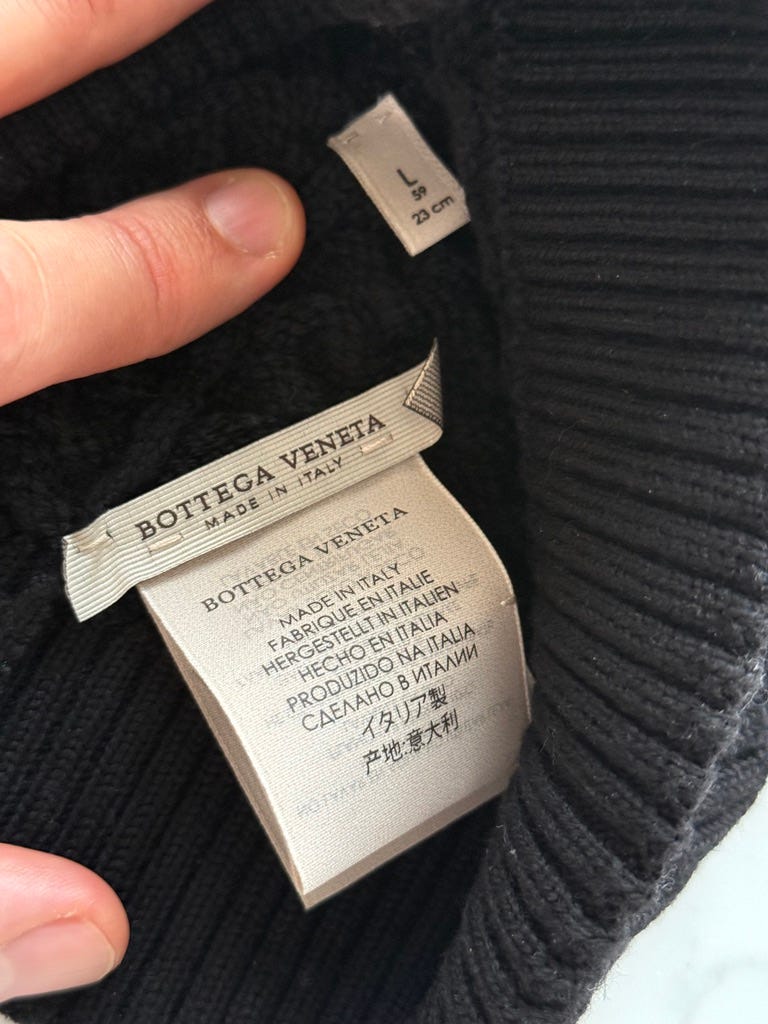 L
59
23 cm
BOTTEGA VENETA
MADE IN ITALY
BOTTEGA VENETA
MADE IN ITALY
FABRIQUE EN ITALIE
HERGESTELLT IN ITALIEN
HECHO EN ITALIA
PRODUZIDO NA ITALIA
СДЕЛАНО В ИТАЛИИ
イタリア製
产地:意大利